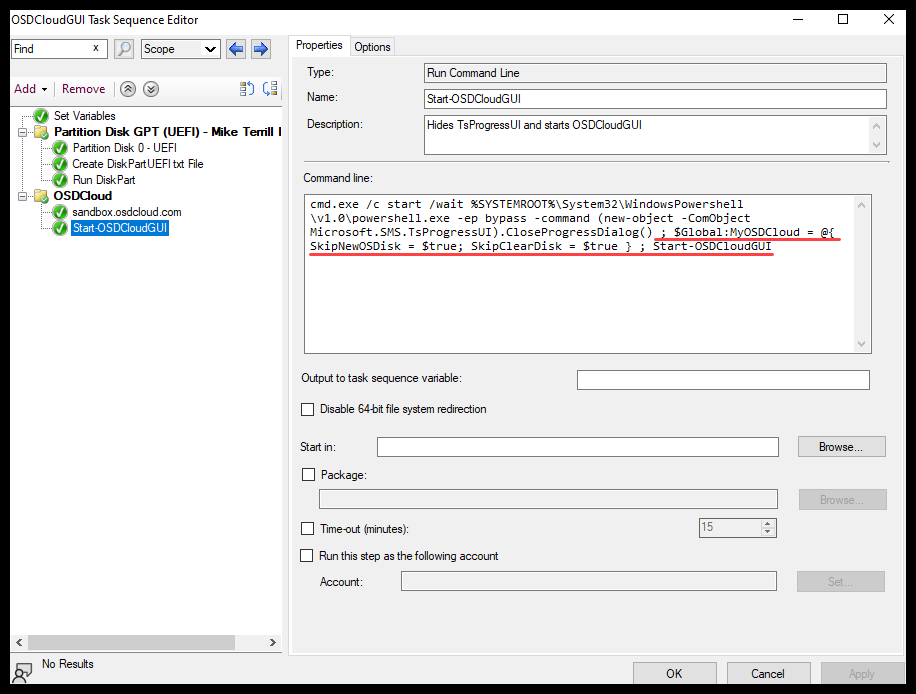 OSDCloudGUI Task Sequence Editor
Find
x
Scope
Add
Remove
Set Variables
Partition Disk GPT (UEFI) - Mike Terrill
Partition Disk 0 - UEFI
Create DiskPartUEFI txt File
Run DiskPart
OSDCloud
sandbox.osdcloud.com
Start-OSDCloudGUI
No Results
Properties
Options
Type:
Run Command Line
Name:
Start-OSDCloudGUI
Description:
Hides TsProgressUI and starts OSDCloudGUI
Command line:
cmd.exe /c start /wait %SYSTEMROOT%\System32\WindowsPowershell
\v1.0\powershell.exe -ep bypass -command (new-object -ComObject
Microsoft.SMS.TsProgressUI).CloseProgressDialog() ; $Global:MyOSDCloud = @{
SkipNewOSDisk = $true; SkipClearDisk = $true } ; Start-OSDCloudGUI
Output to task sequence variable:
Disable 64-bit file system redirection
Start in:
Browse...
Package:
Browse...
Time-out (minutes):
15
Run this step as the following account
Account:
Set...
OK
Cancel
Apply